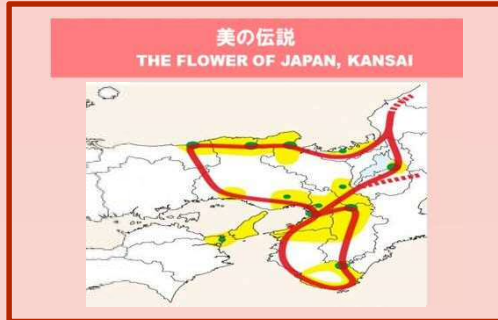 美の伝説
THE FLOWER OF JAPAN, KANSAI